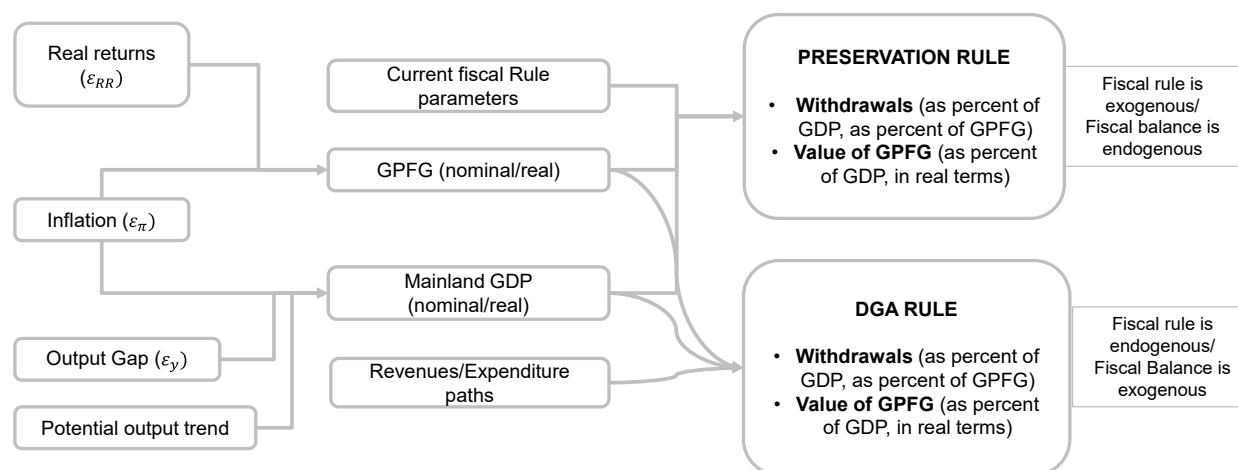 Real returns
(𝜀𝑅𝑅)
Inflation (𝜀𝜋)
Output Gap (𝜀𝑦)
Potential output trend
Current fiscal Rule
parameters
GPFG (nominal/real)
Mainland GDP
(nominal/real)
Revenues/Expenditure
paths
PRESERVATION RULE
• Withdrawals (as percent of
GDP, as percent of GPFG)
• Value of GPFG (as percent
of GDP, in real terms)
Fiscal rule is
exogenous/
Fiscal balance is
endogenous
DGA RULE
• Withdrawals (as percent of
GDP, as percent of GPFG)
• Value of GPFG (as percent
of GDP, in real terms)
Fiscal rule is
endogenous/
Fiscal Balance is
exogenous